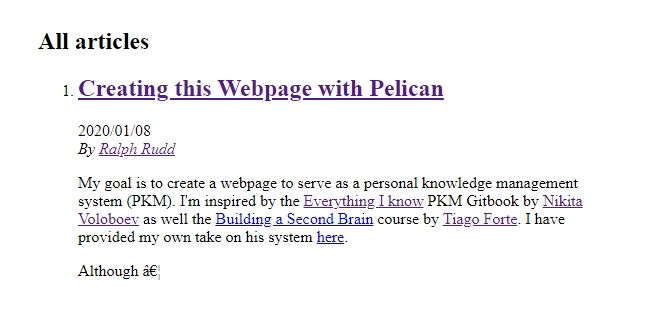 All articles
1. Creating this Webpage with Pelican
2020/01/08
By Ralph Rudd
My goal is to create a webpage to serve as a personal knowledge management
system (PKM). I'm inspired by the Everything I know PKM Gitbook by Nikita
Voloboev as well the Building a Second Brain course by Tiago Forte. I have
provided my own take on his system here.
Although â€¦